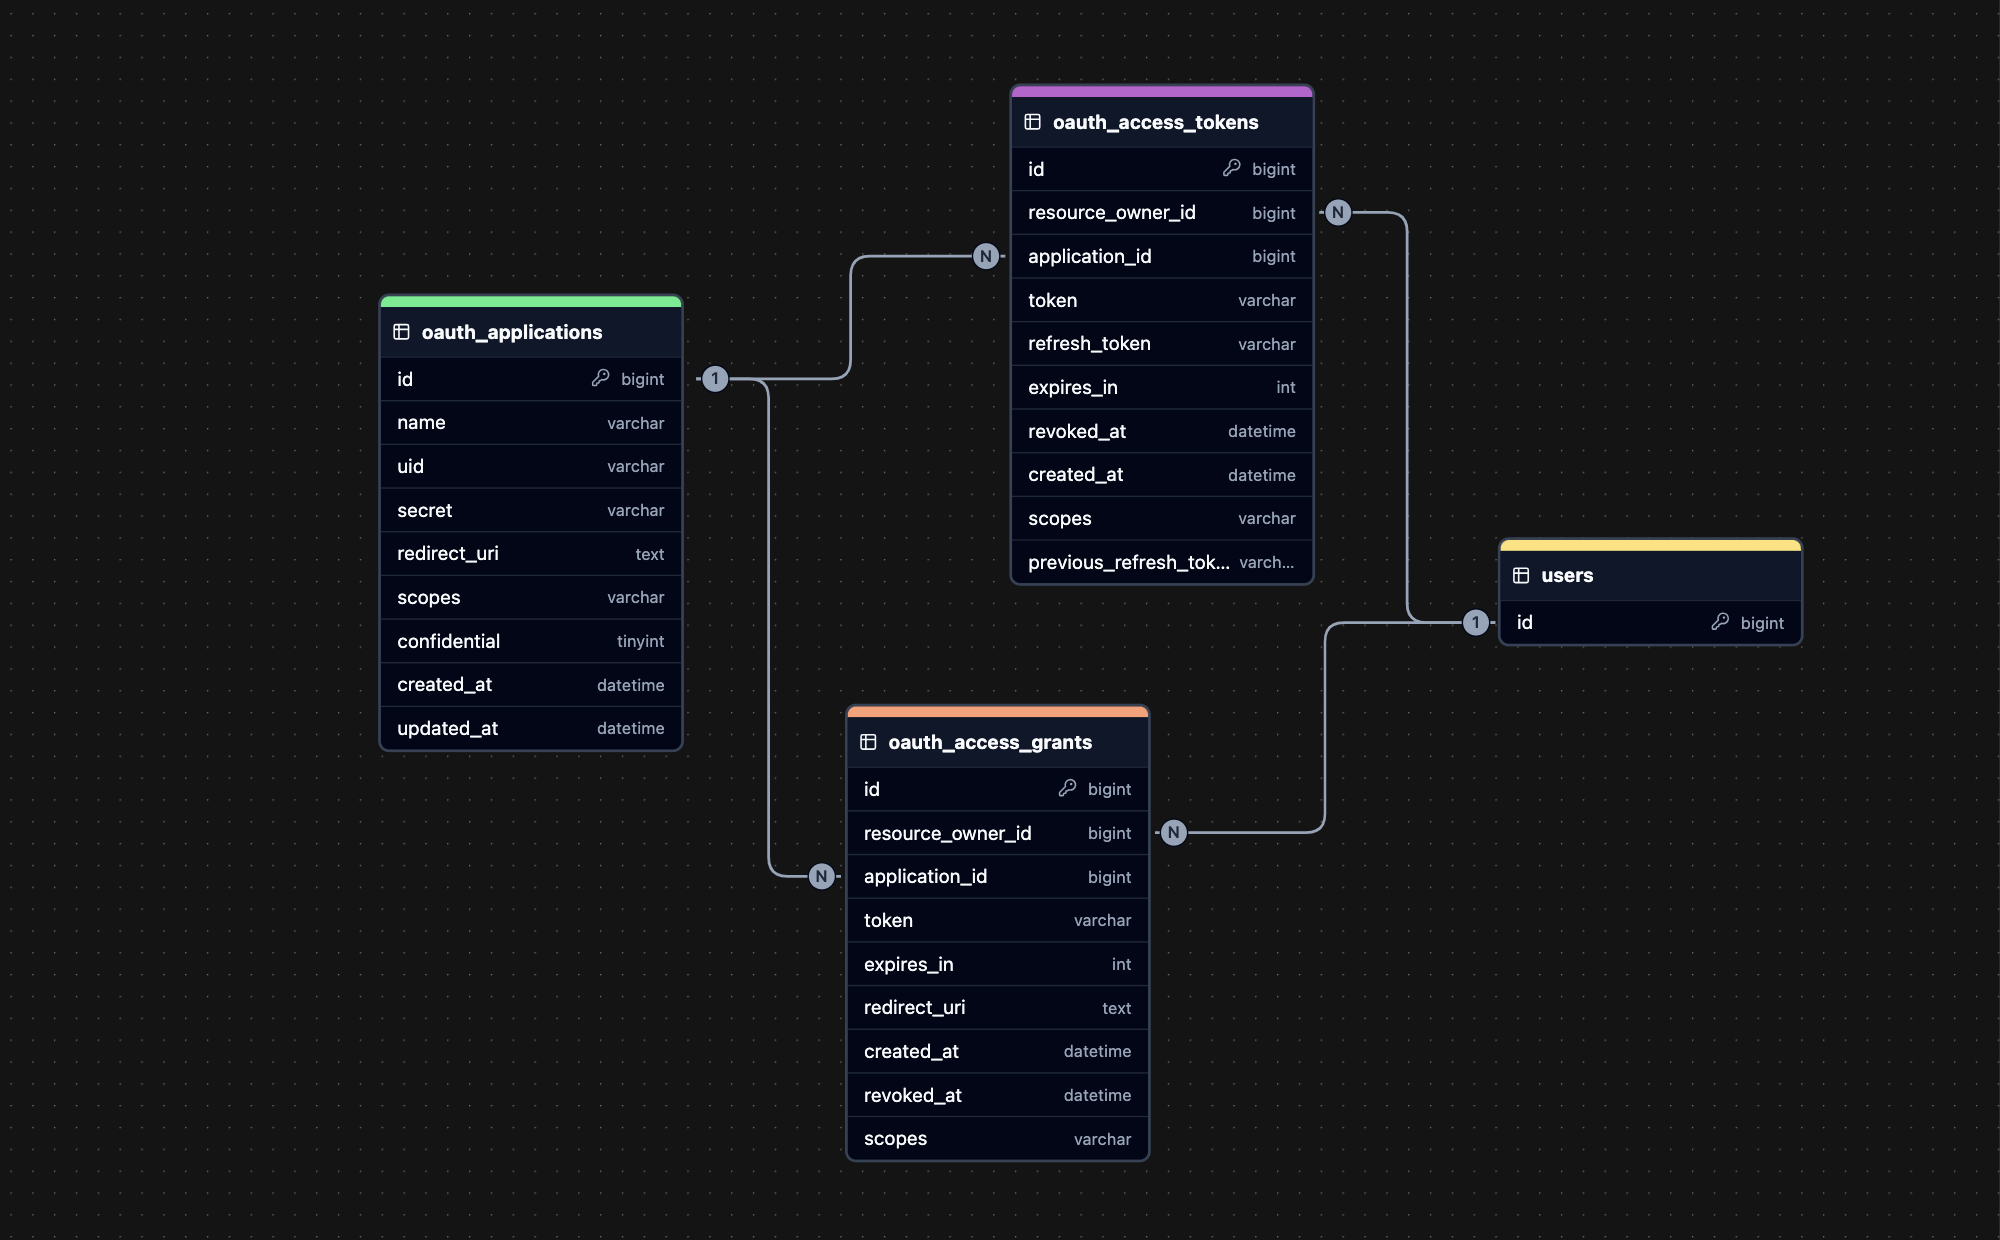 oauth_access_tokens
id bigint
resource_owner_id bigint
application_id bigint
token varchar
refresh_token varchar
expires_in int
revoked_at datetime
created_at datetime
scopes varchar
previous_refresh_tok... varch...
N
N
oauth_applications
id bigint
name varchar
uid varchar
secret varchar
redirect_uri text
scopes varchar
confidential tinyint
created_at datetime
updated_at datetime
1
users
id bigint
1
oauth_access_grants
id bigint
resource_owner_id bigint
application_id bigint
token varchar
expires_in int
redirect_uri text
created_at datetime
revoked_at datetime
scopes varchar
N
N